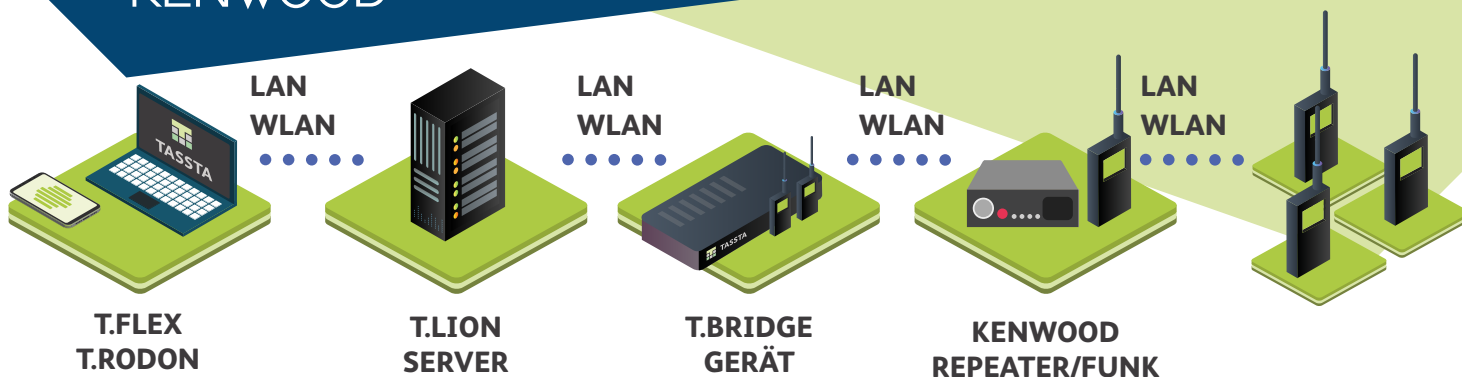 KENWOOD
LAN
WLAN
LAN
WLAN
LAN
WLAN
LAN
WLAN
TASSTA
TASSTA
T.FLEX
T.RODON
T.LION
SERVER
T.BRIDGE
GERÄT
KENWOOD
REPEATER/FUNK